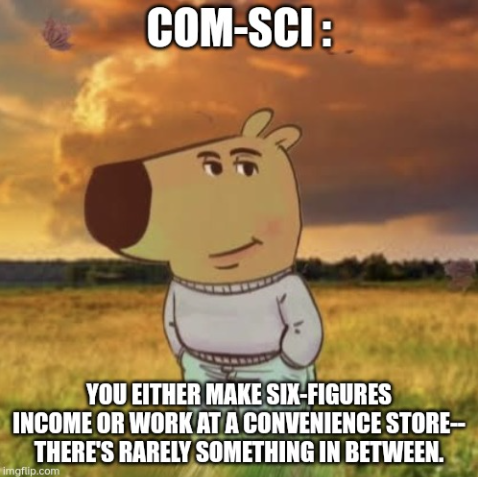 COM-SCI :
YOU EITHER MAKE SIX-FIGURES
INCOME OR WORK AT A CONVENIENCE STORE--
THERE'S RARELY SOMETHING IN BETWEEN.
imgflip.com